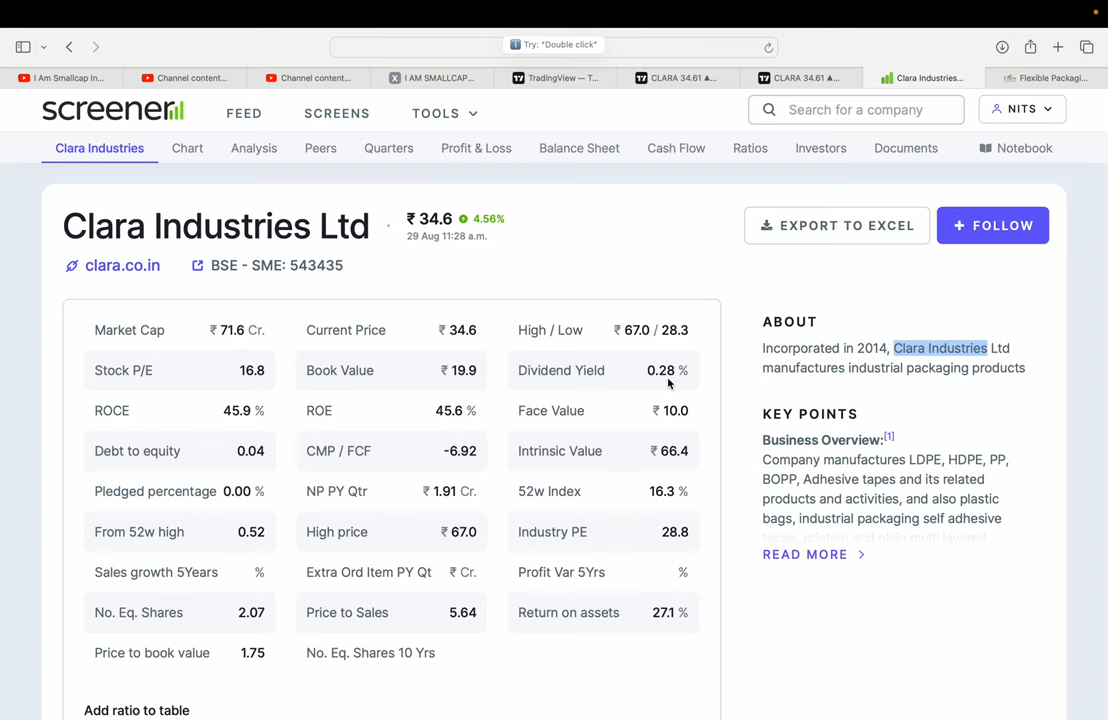 Try: "Double click"
I Am Smallcap In...
Channel content...
Channel content...
I AM SMALLCAP...
TradingView — T...
CLARA 34.61 ▲...
CLARA 34.61 ▲...
Clara Industries...
Flexible Packagi...
screener
FEED
SCREENS
TOOLS
Search for a company
NITS
Clara Industries
Chart
Analysis
Peers
Quarters
Profit & Loss
Balance Sheet
Cash Flow
Ratios
Investors
Documents
Notebook
Clara Industries Ltd
₹ 34.6 4.56%
29 Aug 11:28 a.m.
EXPORT TO EXCEL
+ FOLLOW
clara.co.in
BSE - SME: 543435
Market Cap ₹ 71.6 Cr.
Current Price ₹ 34.6
High / Low ₹ 67.0 / 28.3
Stock P/E 16.8
Book Value ₹ 19.9
Dividend Yield 0.28 %
ROCE 45.9 %
ROE 45.6 %
Face Value ₹ 10.0
Debt to equity 0.04
CMP / FCF -6.92
Intrinsic Value ₹ 66.4
Pledged percentage 0.00 %
NP PY Qtr ₹ 1.91 Cr.
52w Index 16.3 %
From 52w high 0.52
High price ₹ 67.0
Industry PE 28.8
Sales growth 5Years %
Extra Ord Item PY Qt ₹ Cr.
Profit Var 5Yrs %
No. Eq. Shares 2.07
Price to Sales 5.64
Return on assets 27.1 %
Price to book value 1.75
No. Eq. Shares 10 Yrs
Add ratio to table
ABOUT
Incorporated in 2014, Clara Industries Ltd
manufactures industrial packaging products
KEY POINTS
Business Overview:[1]
Company manufactures LDPE, HDPE, PP,
BOPP, Adhesive tapes and its related
products and activities, and also plastic
bags, industrial packaging self adhesive
tapes, printing and plain multi layered
READ MORE